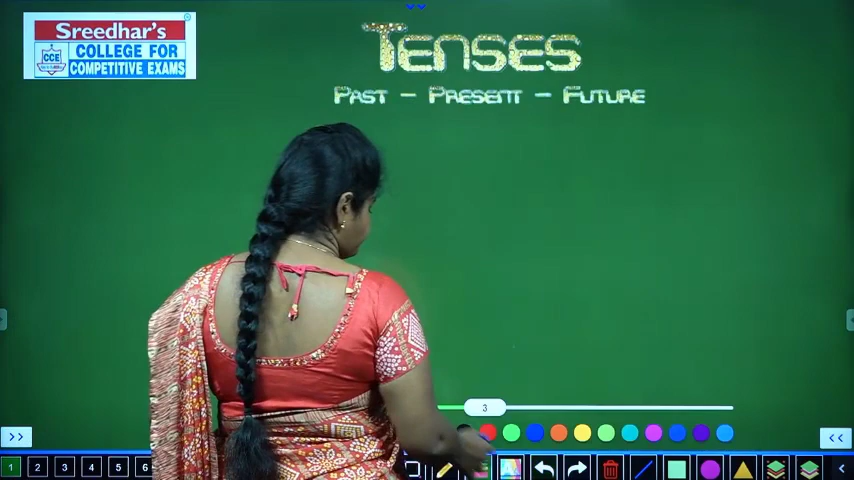 Sreedhar's
CCE
COLLEGE FOR
COMPETITIVE EXAMS
TENSES
PAST - PRESENT - FUTURE
3
>>
<<
1 2 3 4 5 6